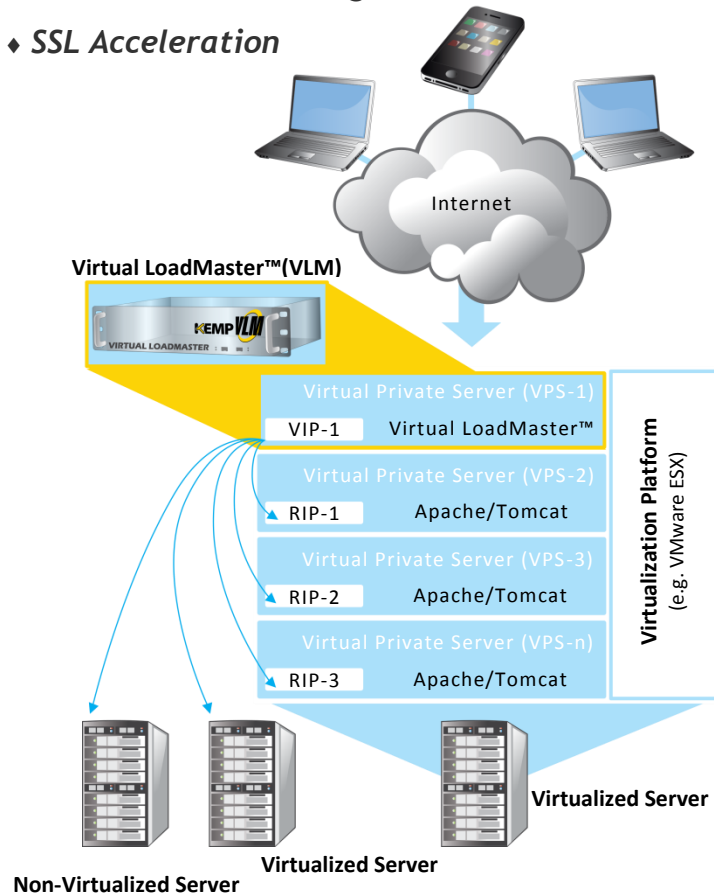 ♦ SSL Acceleration
Internet
Virtual LoadMaster™(VLM)
KEMP VLM
VIRTUAL LOADMASTER
Virtual Private Server (VPS-1)
VIP-1 Virtual LoadMaster™
Virtual Private Server (VPS-2)
RIP-1 Apache/Tomcat
Virtual Private Server (VPS-3)
RIP-2 Apache/Tomcat
Virtual Private Server (VPS-n)
RIP-3 Apache/Tomcat
Virtualization Platform
(e.g. VMware ESX)
Virtualized Server
Virtualized Server
Non-Virtualized Server